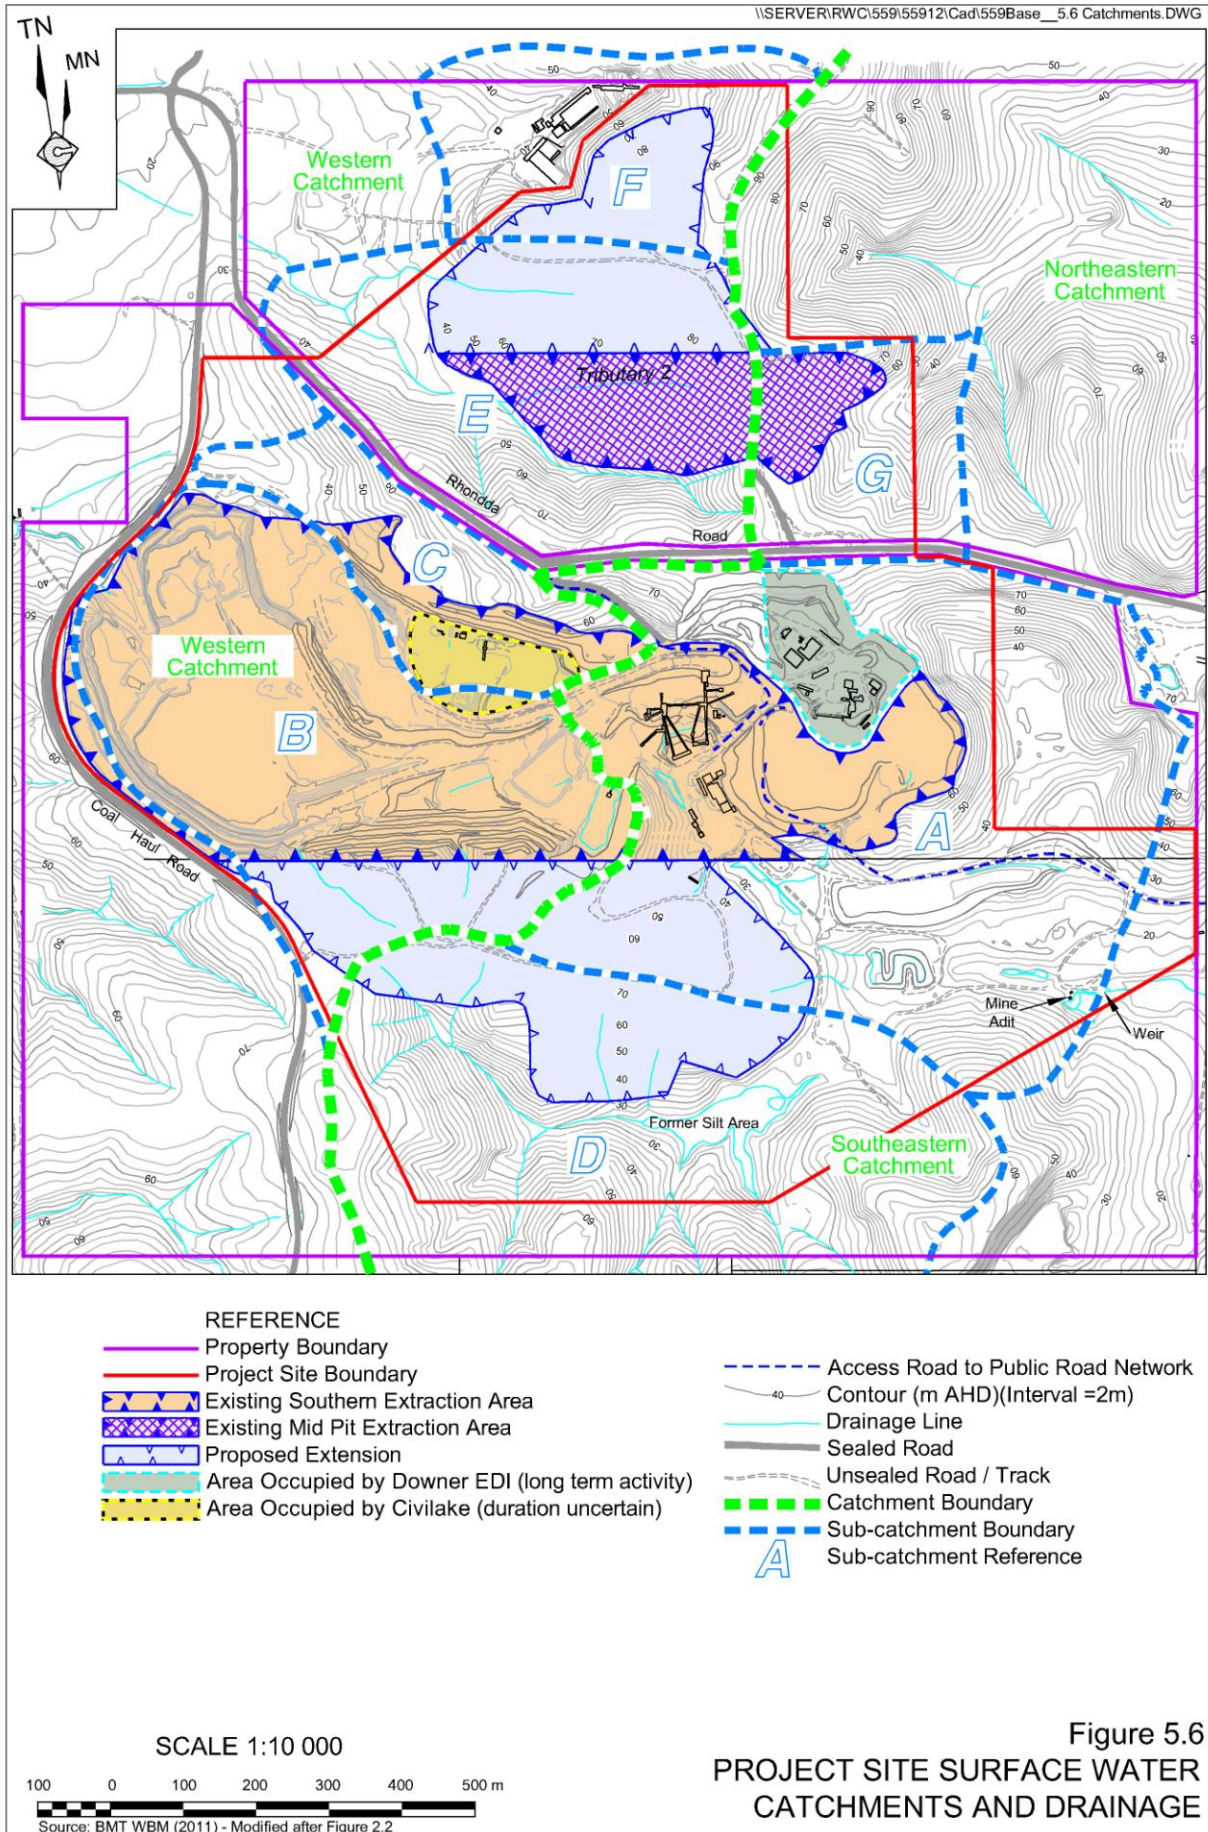 \\SERVER\RWC\559\55912\Cad\559Base__5.6 Catchments.DWG
TN
MN
Western
Catchment
F
Northeastern
Catchment
Tributary 2
E
G
Rhondda
Road
C
Western
Catchment
B
A
Coal Haul Road
Mine
Adit
Weir
Former Silt Area
D
Southeastern
Catchment
REFERENCE
Property Boundary
Project Site Boundary
Existing Southern Extraction Area
Existing Mid Pit Extraction Area
Proposed Extension
Area Occupied by Downer EDI (long term activity)
Area Occupied by Civilake (duration uncertain)
Access Road to Public Road Network
40
Contour (m AHD)(Interval =2m)
Drainage Line
Sealed Road
Unsealed Road / Track
Catchment Boundary
Sub-catchment Boundary
A
Sub-catchment Reference
SCALE 1:10 000
100 0 100 200 300 400 500 m
Source: BMT WBM (2011) - Modified after Figure 2.2
Figure 5.6
PROJECT SITE SURFACE WATER
CATCHMENTS AND DRAINAGE